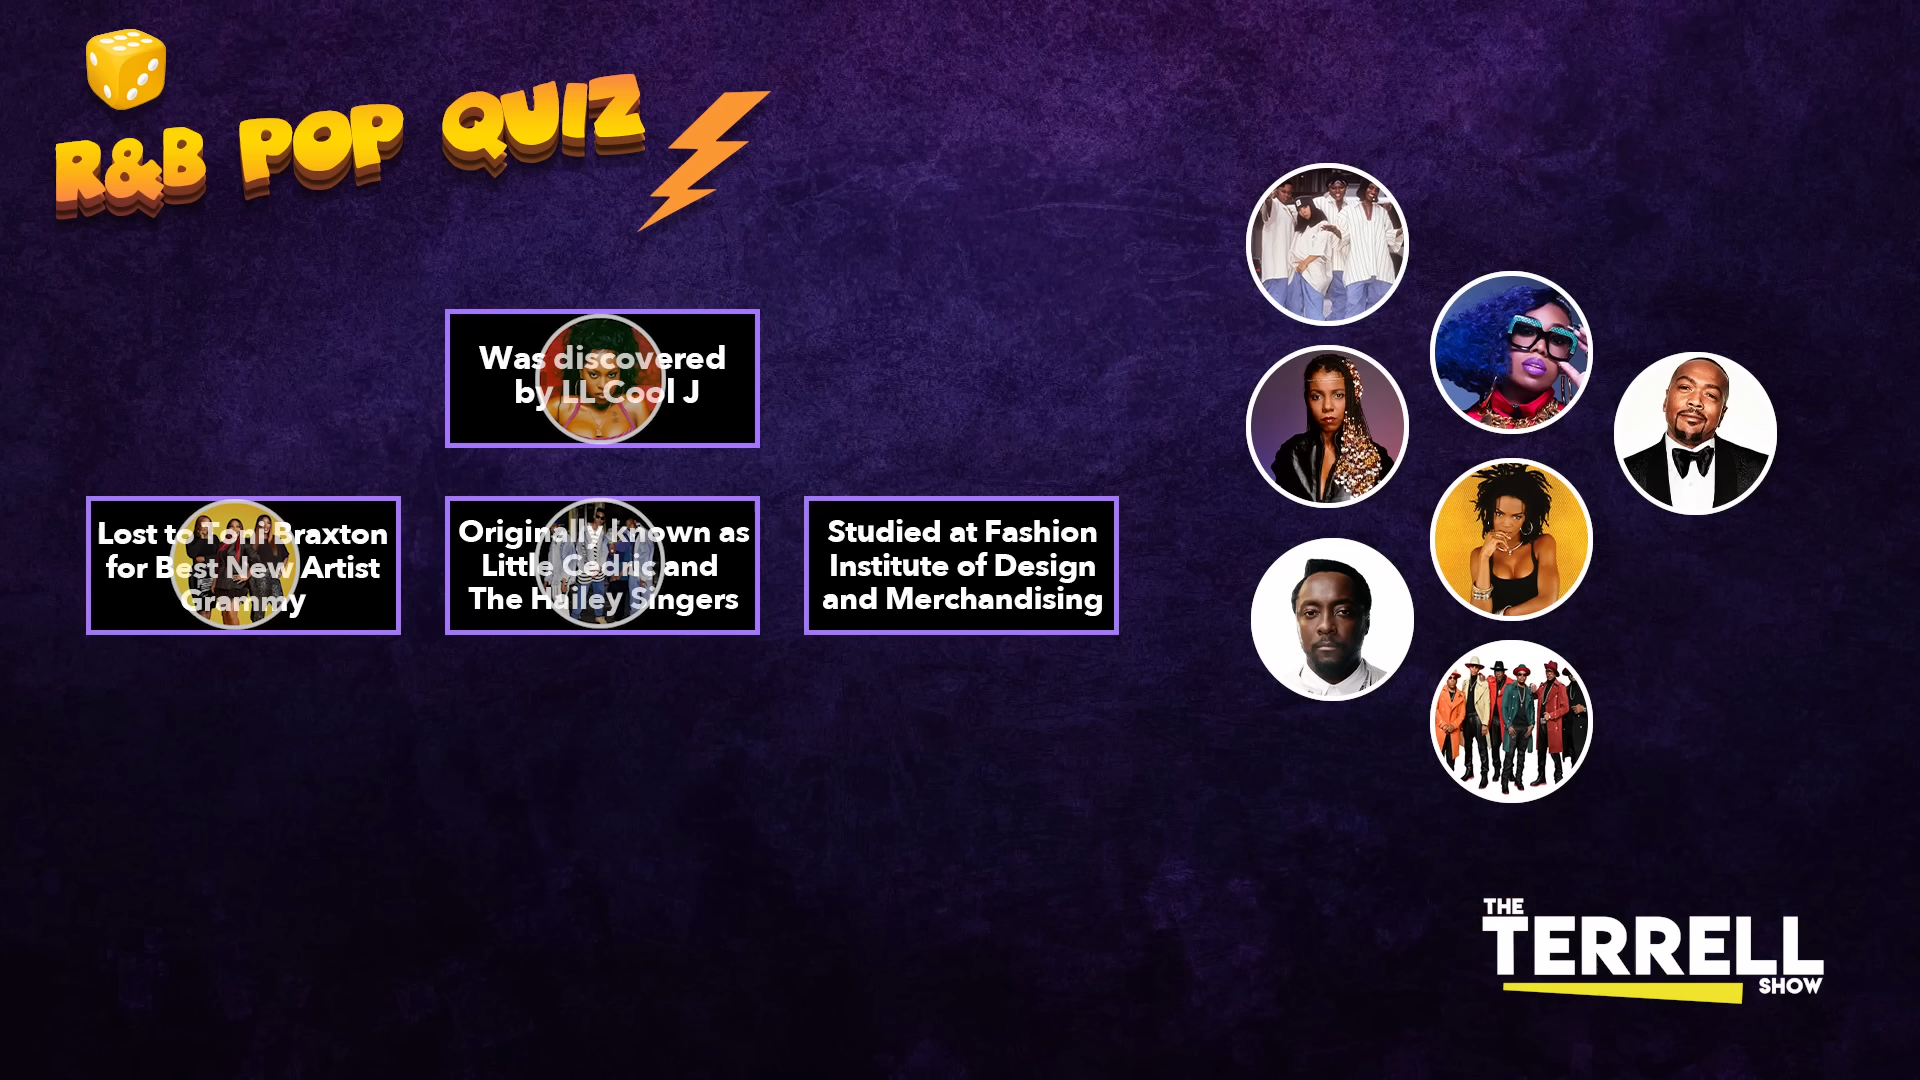 R&B POP QUIZ
Was discovered
by LL Cool J
Lost to Toni Braxton
for Best New Artist
Grammy
Originally known as
Little Cedric and
The Hailey Singers
Studied at Fashion
Institute of Design
and Merchandising
THE
TERRELL
SHOW